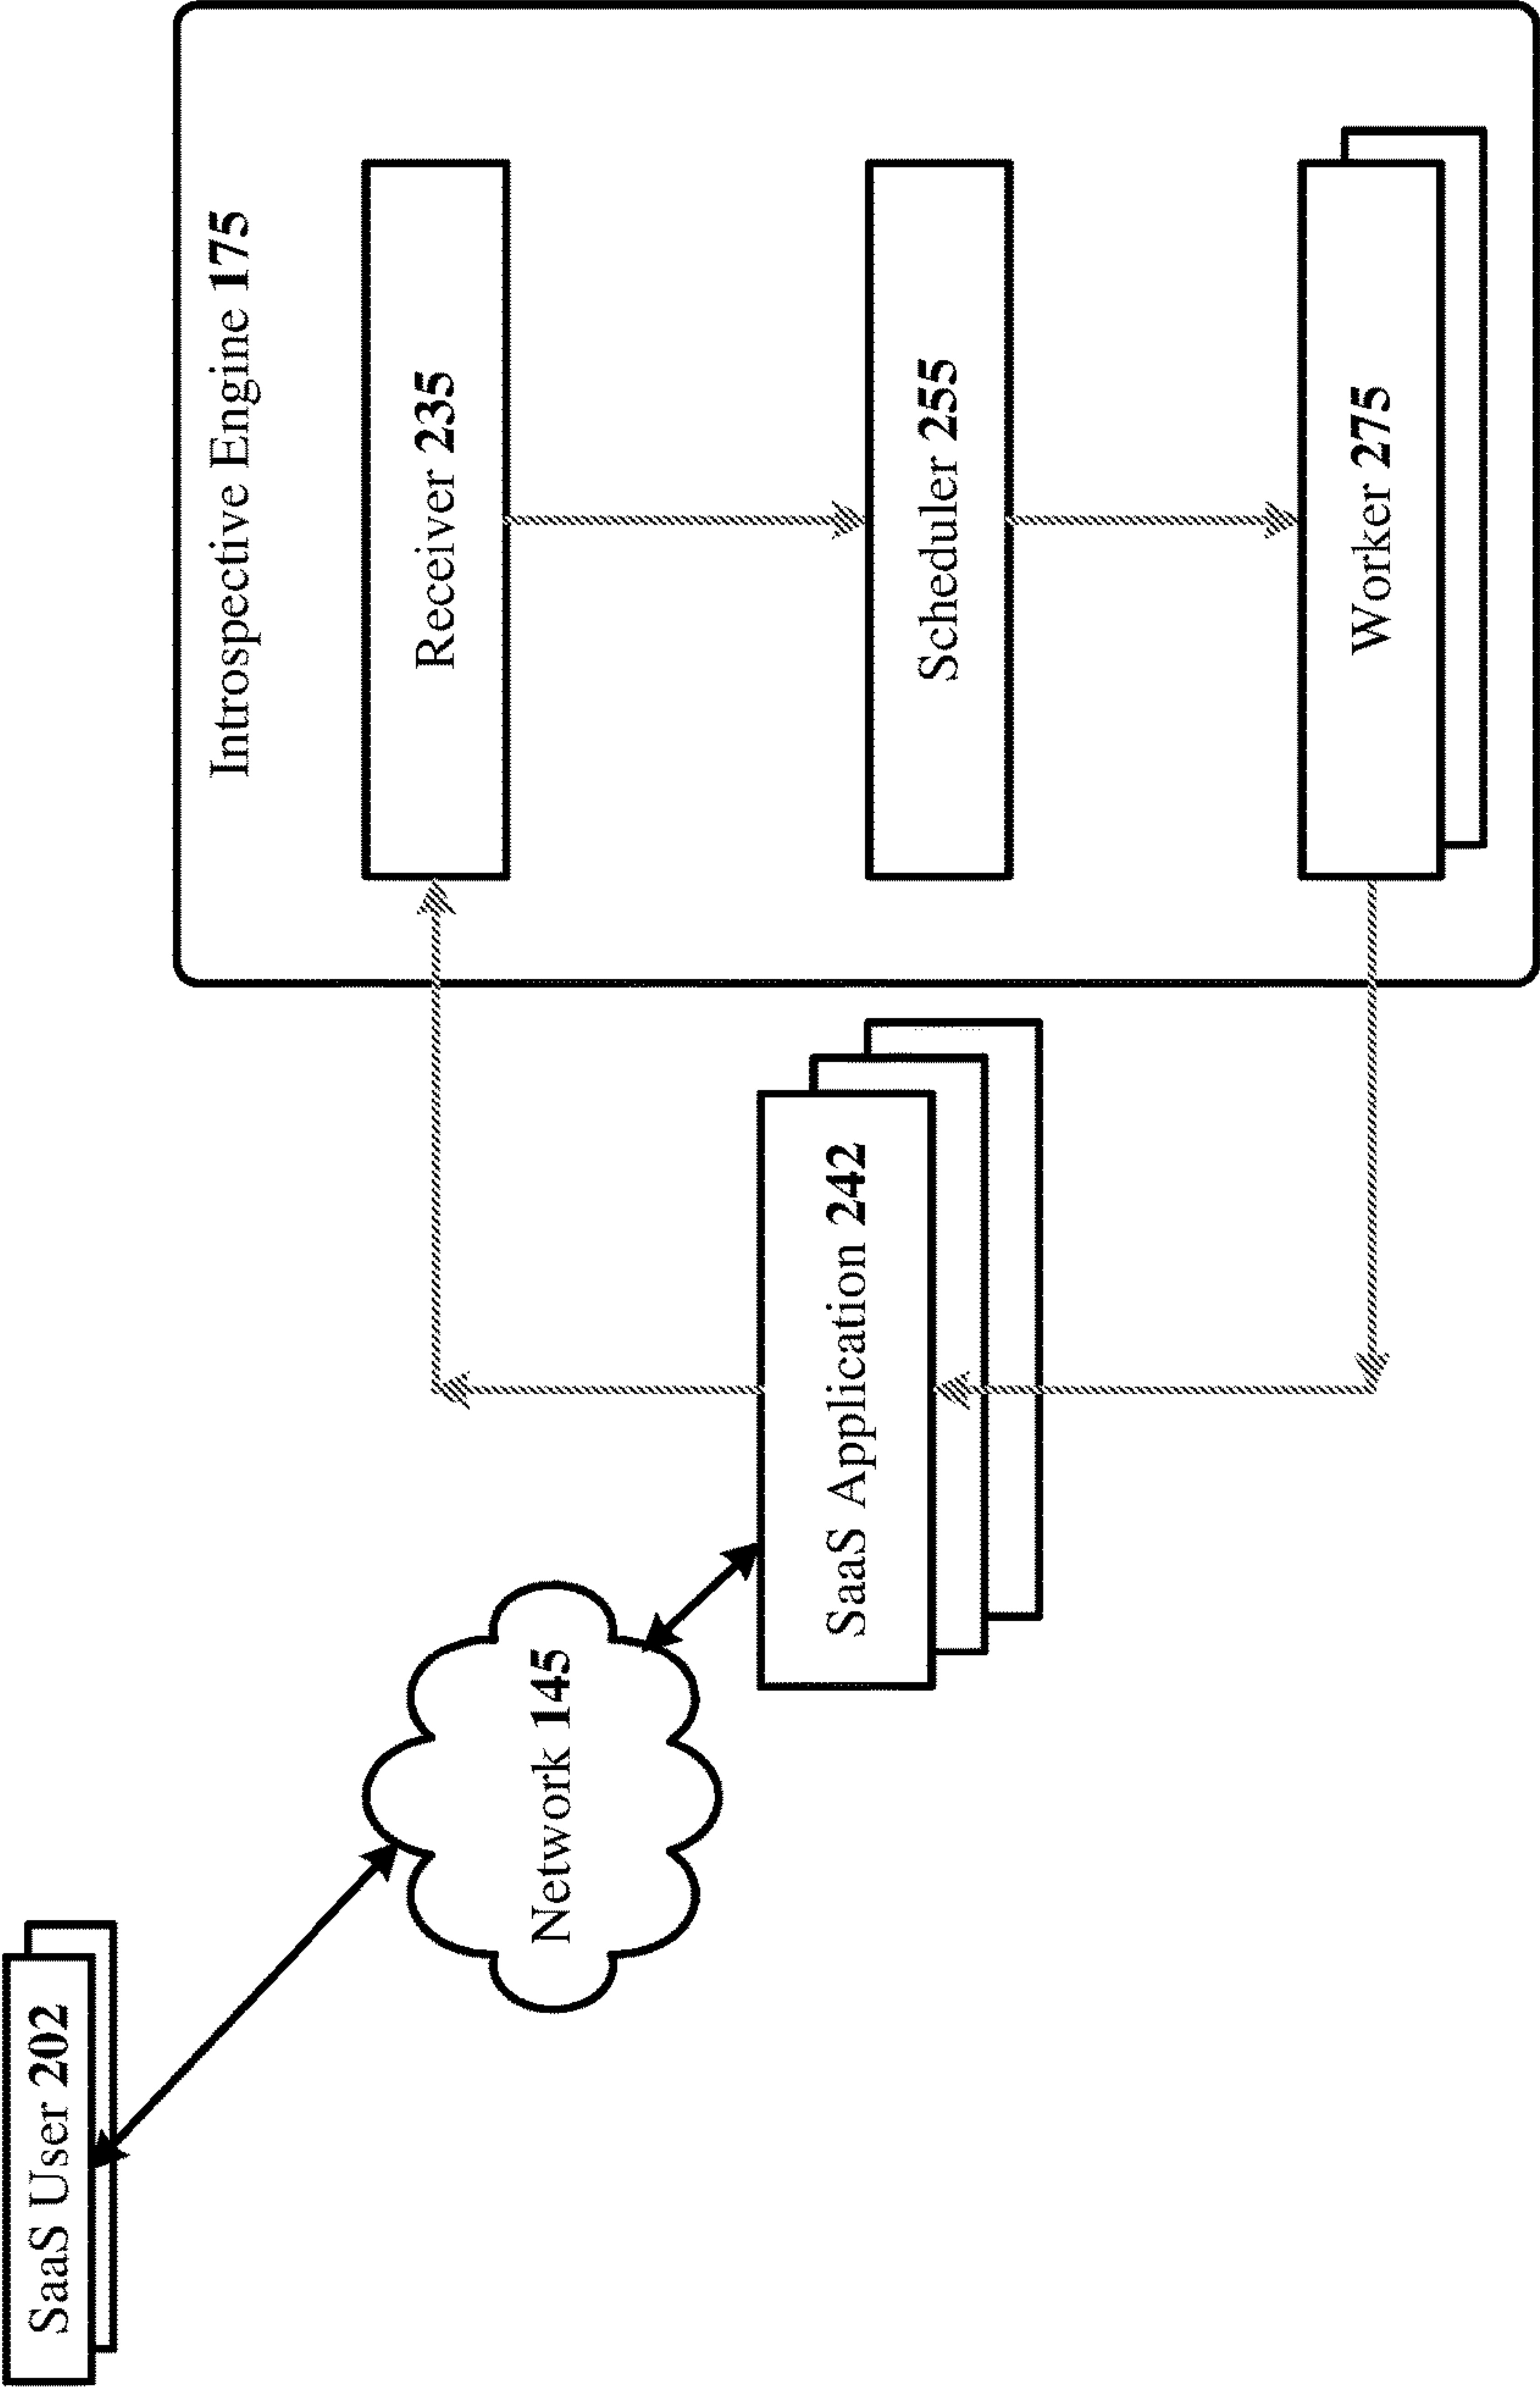 SaaS User 202
Network 145
SaaS Application 242
Introspective Engine 175
Receiver 235
Scheduler 255
Worker 275